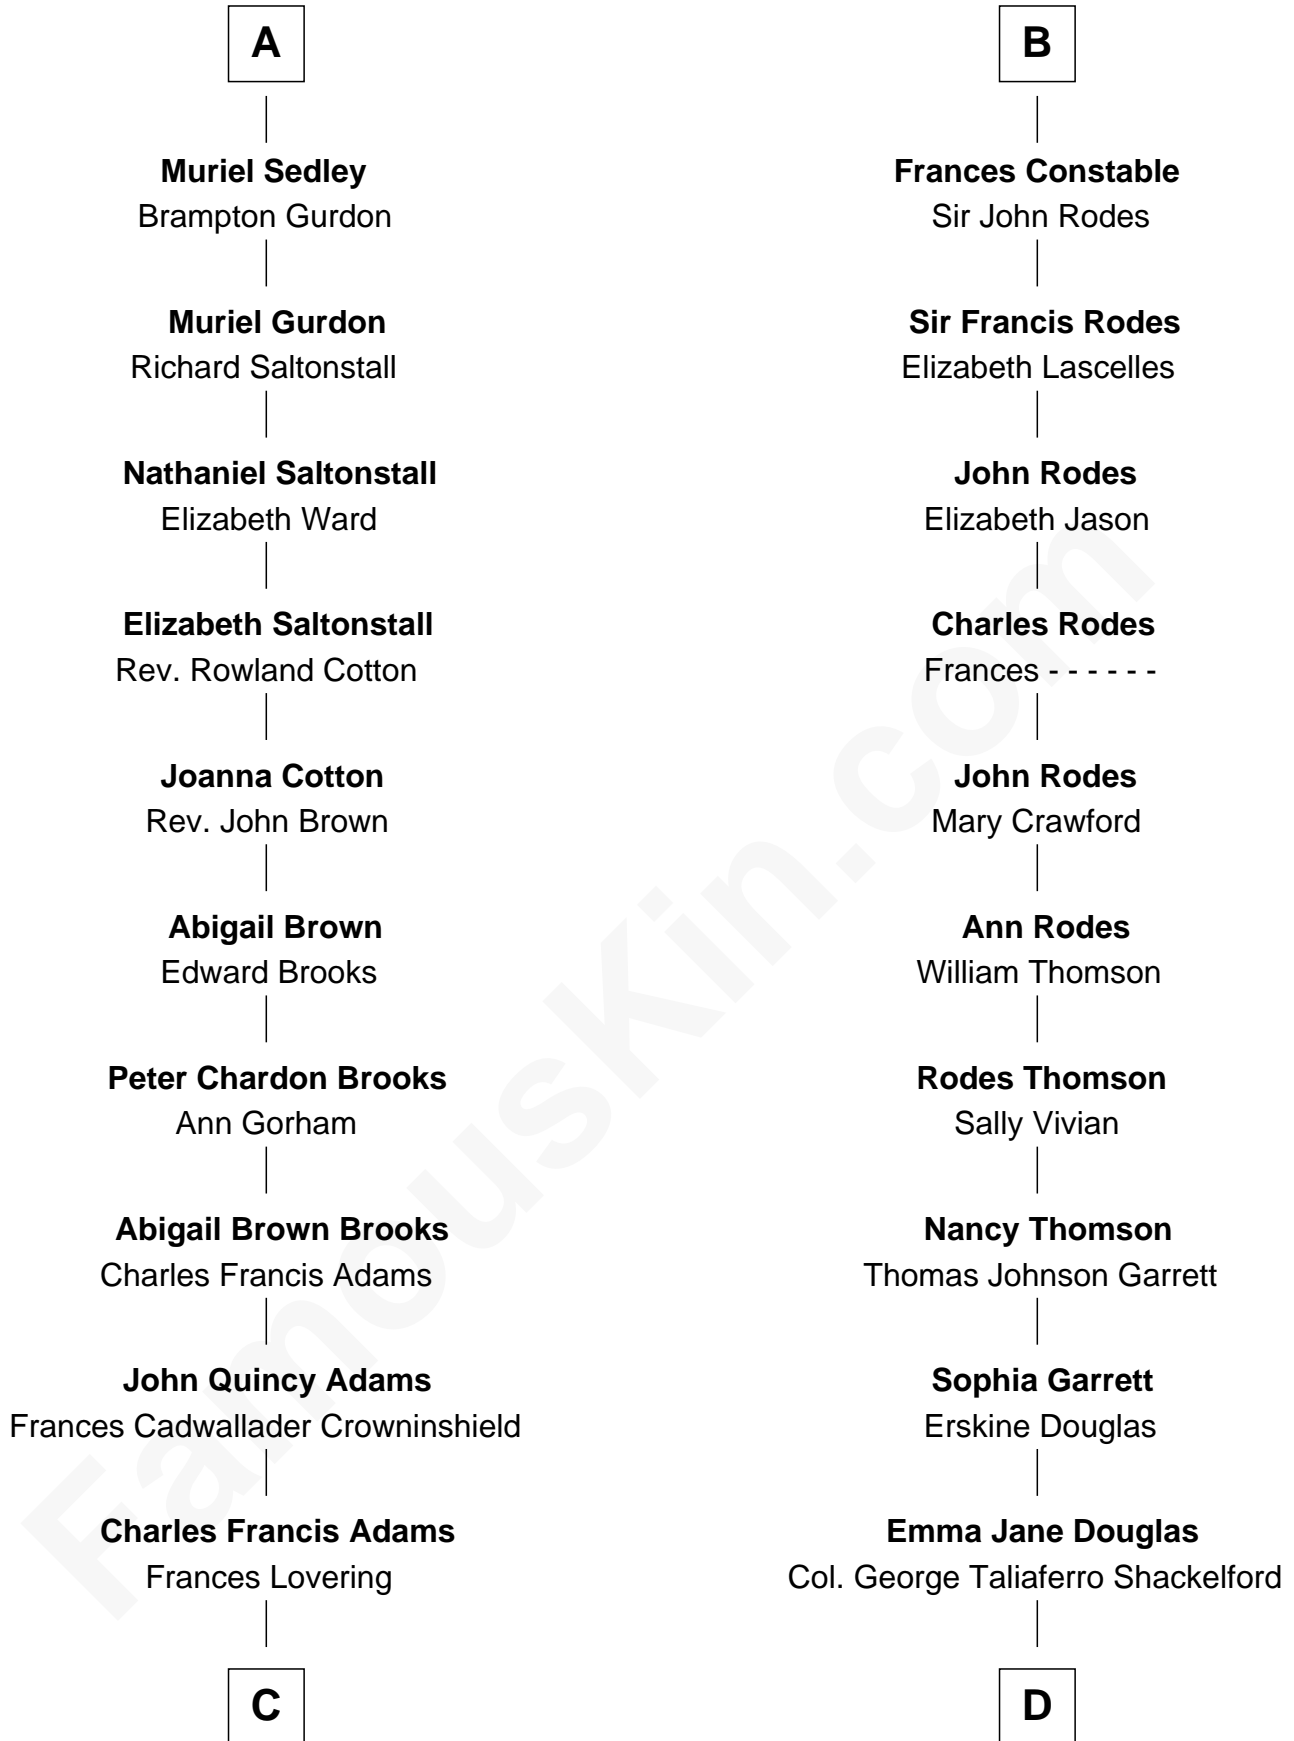 A
Muriel Sedley
Brampton Gurdon
Muriel Gurdon
Richard Saltonstall
Nathaniel Saltonstall
Elizabeth Ward
Elizabeth Saltonstall
Rev. Rowland Cotton
Joanna Cotton
Rev. John Brown
Abigail Brown
Edward Brooks
Peter Chardon Brooks
Ann Gorham
Abigail Brown Brooks
Charles Francis Adams
John Quincy Adams
Frances Cadwallader Crowninshield
Charles Francis Adams
Frances Lovering
C
B
Frances Constable
Sir John Rodes
Sir Francis Rodes
Elizabeth Lascelles
John Rodes
Elizabeth Jason
Charles Rodes
Frances - - - - - -
John Rodes
Mary Crawford
Ann Rodes
William Thomson
Rodes Thomson
Sally Vivian
Nancy Thomson
Thomas Johnson Garrett
Sophia Garrett
Erskine Douglas
Emma Jane Douglas
Col. George Taliaferro Shackelford
D
FamousKin.com